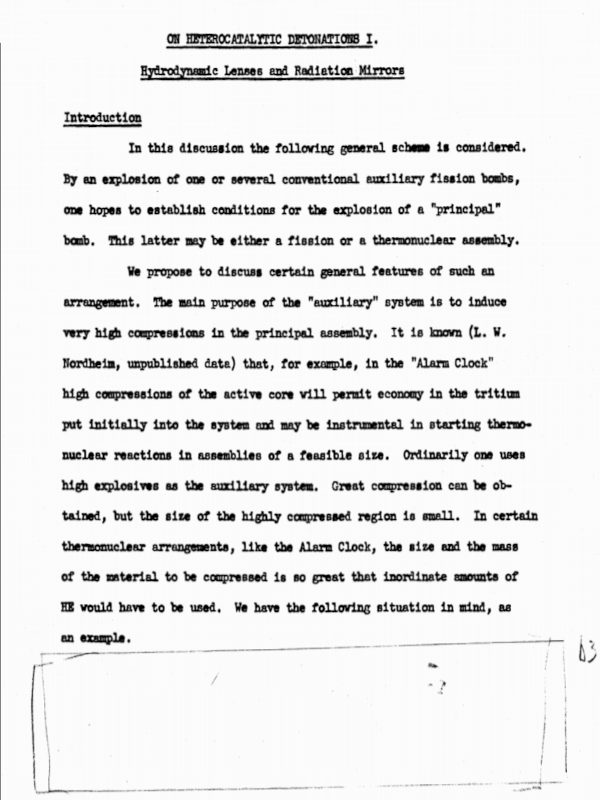 ON HETEROCATALYTIC DETONATIONS I.
Hydrodynamic Lenses and Radiation Mirrors
Introduction
In this discussion the following general scheme is considered.
By an explosion of one or several conventional auxiliary fission bombs,
one hopes to establish conditions for the explosion of a "principal"
bomb. This latter may be either a fission or a thermonuclear assembly.
We propose to discuss certain general features of such an
arrangement. The main purpose of the "auxiliary" system is to induce
very high compressions in the principal assembly. It is known (L. W.
Nordheim, unpublished data) that, for example, in the "Alarm Clock"
high compressions of the active core will permit economy in the tritium
put initially into the system and may be instrumental in starting thermo-
nuclear reactions in assemblies of a feasible size. Ordinarily one uses
high explosives as the auxiliary system. Great compression can be ob-
tained, but the size of the highly compressed region is small. In certain
thermonuclear arrangements, like the Alarm Clock, the size and the mass
of the material to be compressed is so great that inordinate amounts of
HE would have to be used. We have the following situation in mind, as
an example.
b3